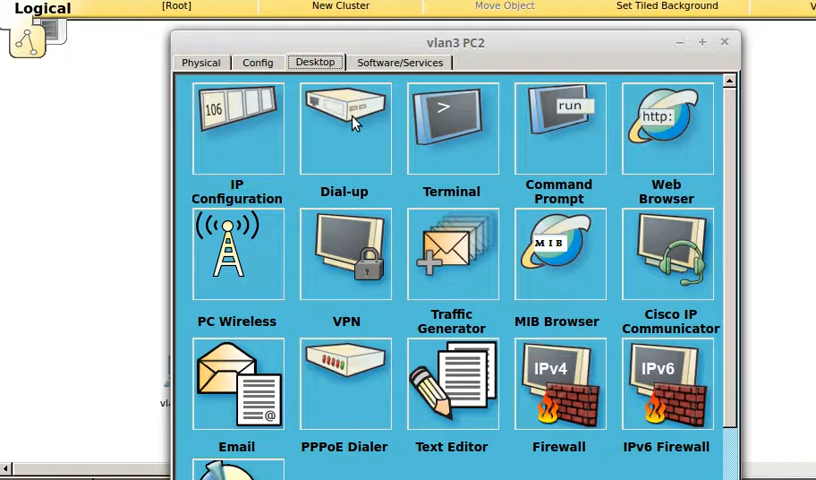 Logical
[Root]
New Cluster
Move Object
Set Tiled Background
vlan3 PC2
Physical
Config
Desktop
Software/Services
106
>
run
http:
IP
Configuration
Dial-up
Terminal
Command
Prompt
Web
Browser
MIB
PC Wireless
VPN
Traffic
Generator
MIB Browser
Cisco IP
Communicator
@
IPv4
IPv6
Email
PPPoE Dialer
Text Editor
Firewall
IPv6 Firewall